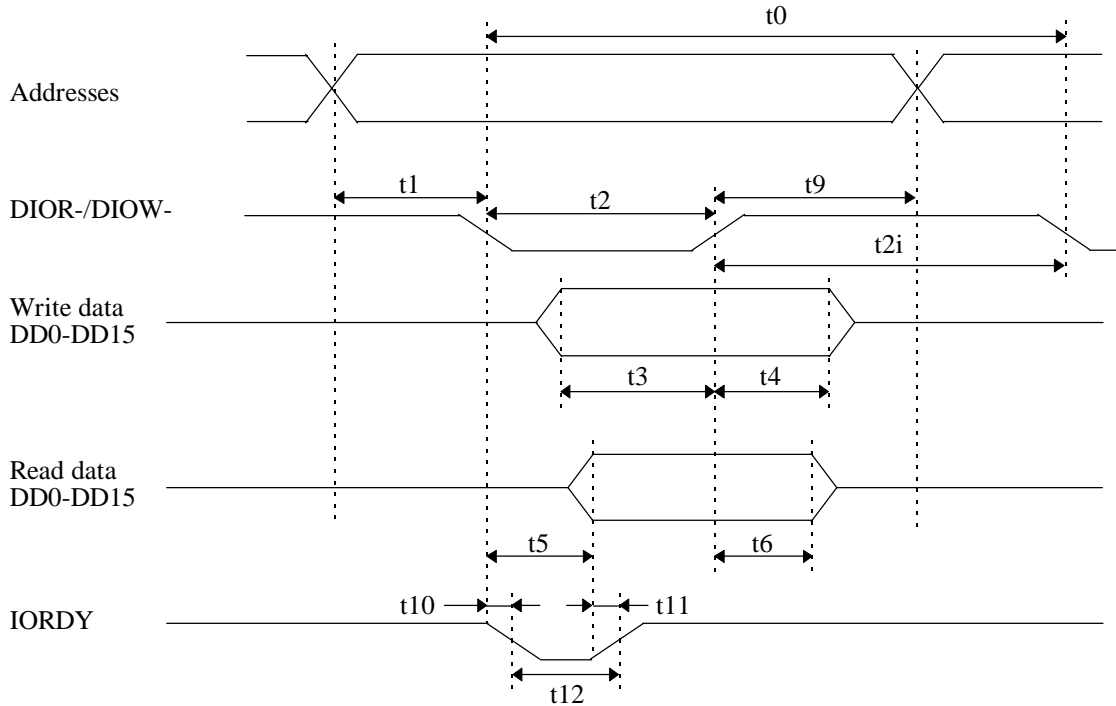 t0
Addresses
t1
t9
DIOR-/DIOW-
t2
t2i
Write data
DD0-DD15
t3
t4
Read data
DD0-DD15
t5
t6
t10
t11
IORDY
t12